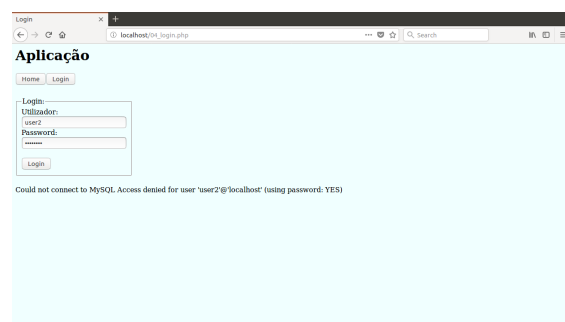 Login
localhost/04_login.php
Search
Aplicação
Home Login
Login:
Utilizador:
user2
Password:
Login
Could not connect to MySQL Access denied for user 'user2'@'localhost' (using password: YES)